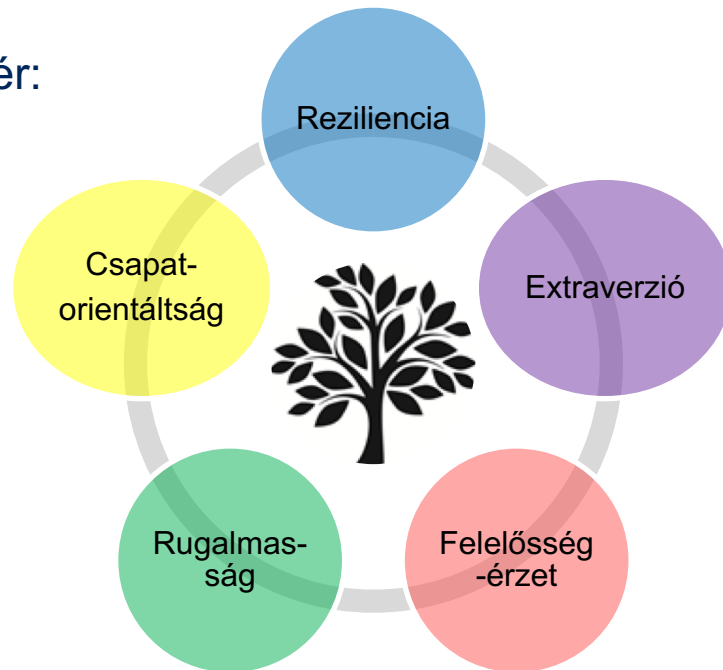 ér:
Reziliencia
Extraverzió
Felelősség
-érzet
Rugalmas-
ság
Csapat-
orientáltság